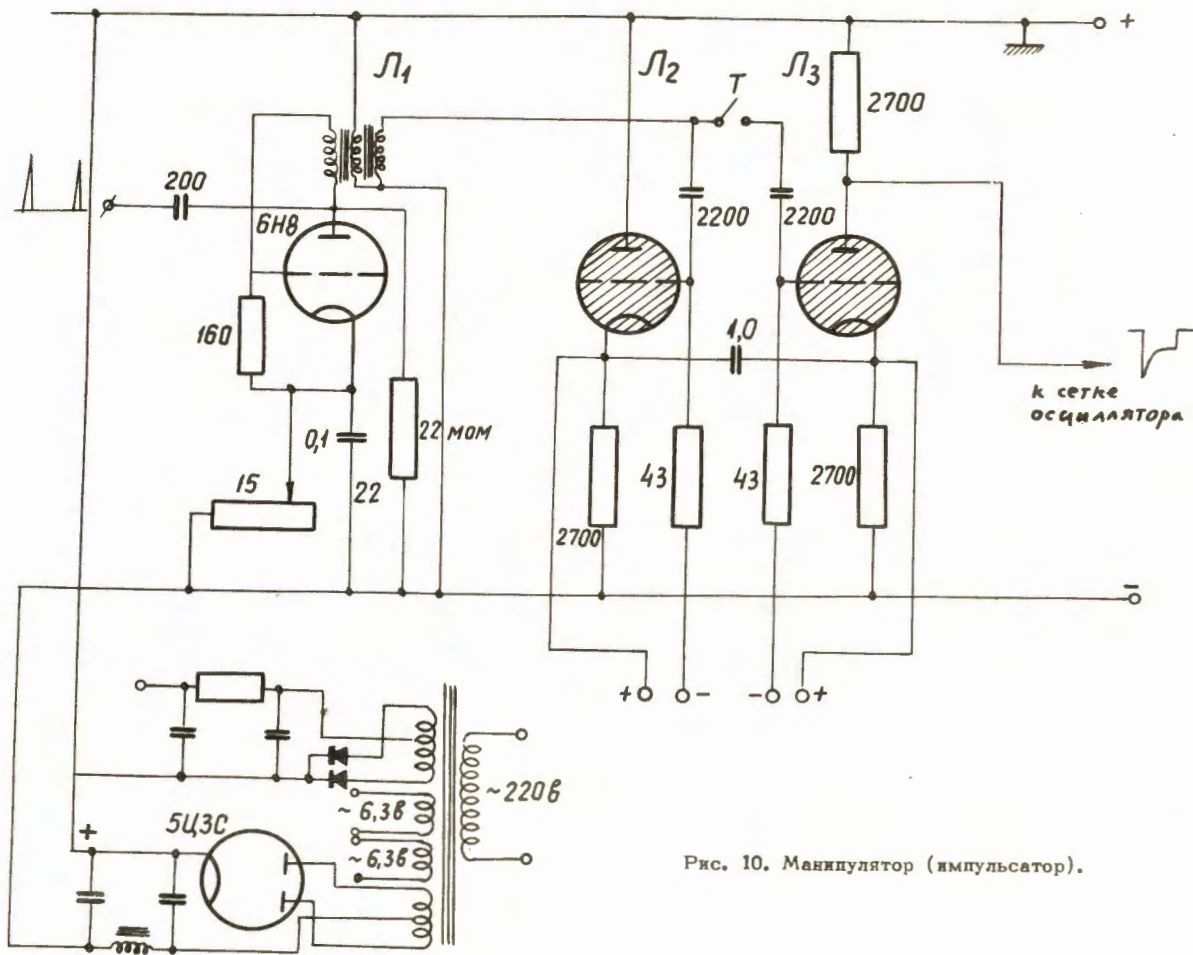 +
Л1
Л2
T
Л3
2700
200
6Н8
2200
2200
160
1,0
к сетке
осциллятора
0,1
22 мом
15
22
43
43
2700
2700
-
+ - - +
~220в
~6,3в
5Ц3С
~6,3в
+
Рис. 10. Манипулятор (импульсатор).